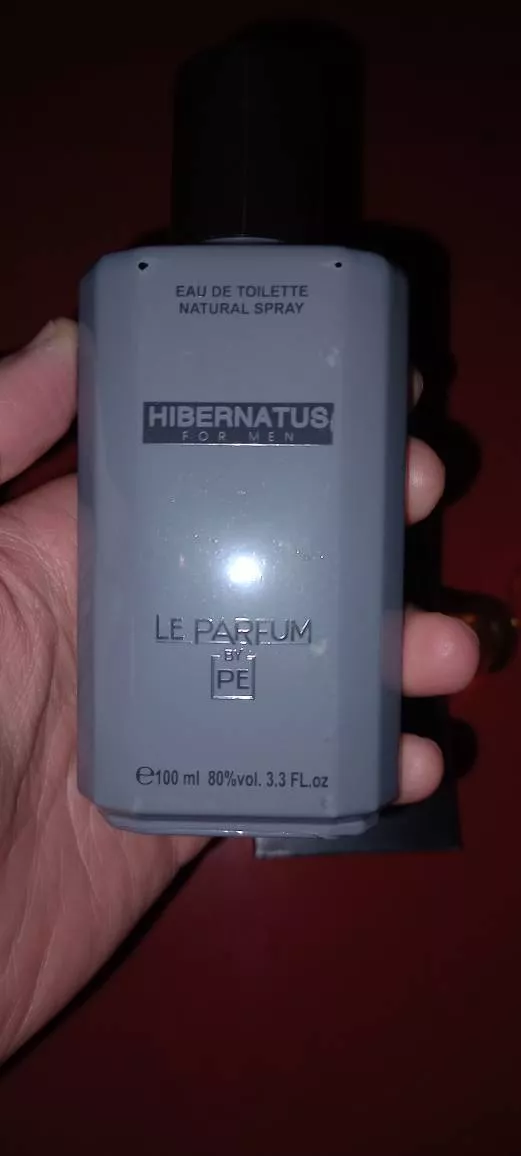 EAU DE TOILETTE
NATURAL SPRAY
HIBERNATUS
FOR MEN
LE PARFUM
BY
PE
℮100 ml 80%vol. 3.3 FL.oz